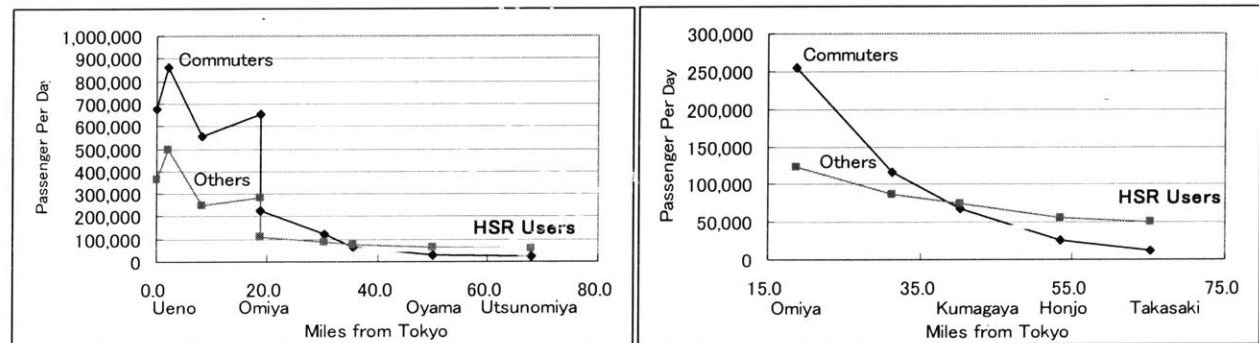 1,000,000
900,000
800,000
700,000
600,000
500,000
400,000
300,000
200,000
100,000
0
Passenger Per Day
Commuters
Others
HSR Users
0.0 20.0 40.0 60.0 80.0
Ueno Omiya Oyama Utsunomiya
Miles from Tokyo
300,000
250,000
200,000
150,000
100,000
50,000
0
Passenger Per Day
Commuters
Others
HSR Users
15.0 35.0 55.0 75.0
Omiya Kumagaya Honjo Takasaki
Miles from Tokyo